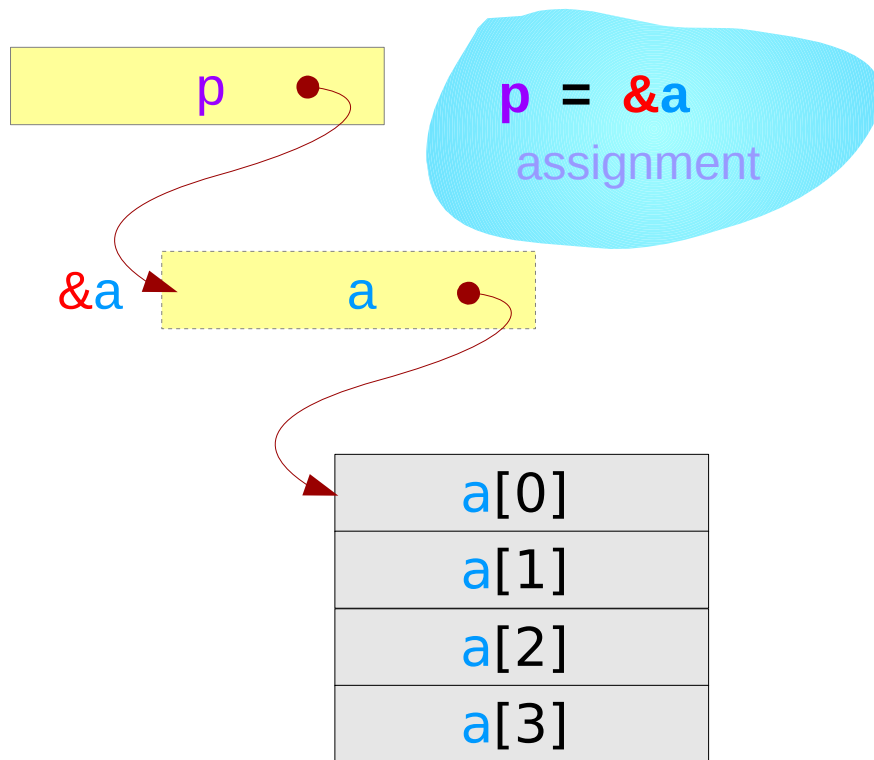 p
p = &a
assignment
&a
a
a[0]
a[1]
a[2]
a[3]